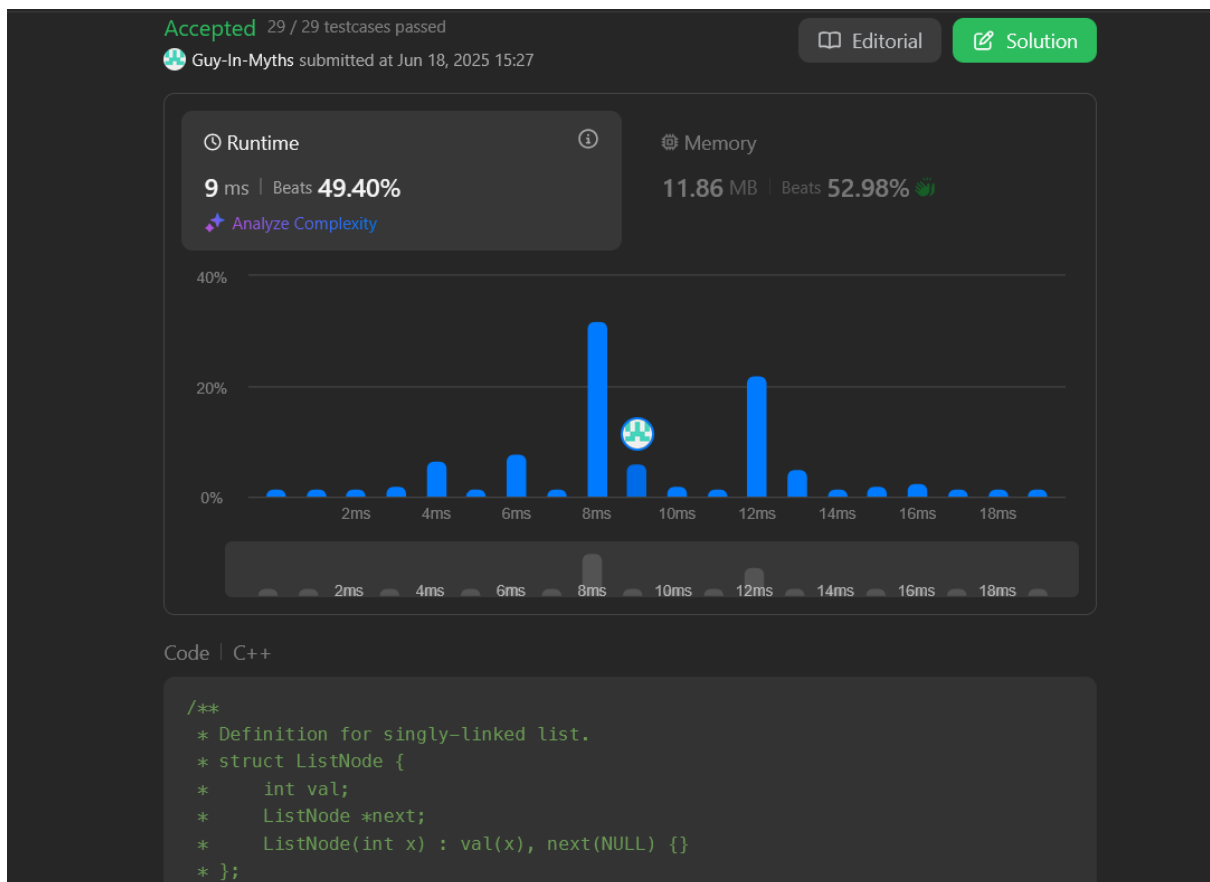 Accepted 29 / 29 testcases passed
Editorial
Solution
Guy-In-Myths submitted at Jun 18, 2025 15:27
Runtime
Memory
9 ms | Beats 49.40%
11.86 MB | Beats 52.98%
Analyze Complexity
40%
20%
0%
2ms 4ms 6ms 8ms 10ms 12ms 14ms 16ms 18ms
2ms 4ms 6ms 8ms 10ms 12ms 14ms 16ms 18ms
Code | C++
/**
 * Definition for singly-linked list.
 * struct ListNode {
 *     int val;
 *     ListNode *next;
 *     ListNode(int x) : val(x), next(NULL) {}
 * };